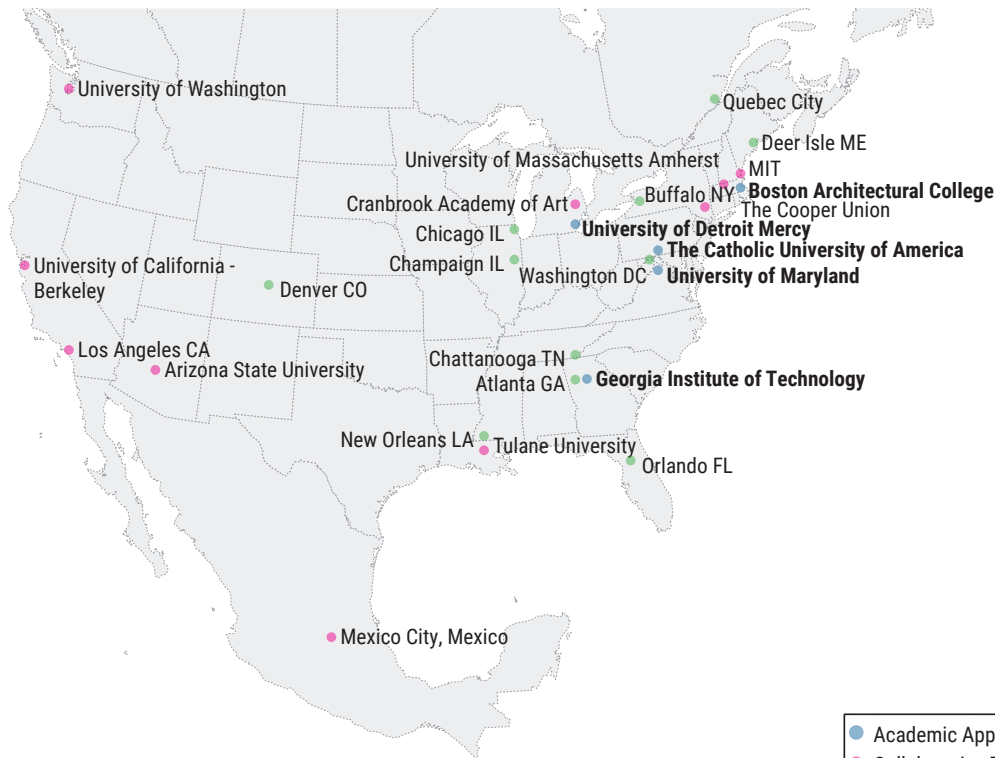 University of Washington
Quebec City
Deer Isle ME
University of Massachusetts Amherst
MIT
Buffalo NY
Boston Architectural College
Cranbrook Academy of Art
The Cooper Union
University of Detroit Mercy
Chicago IL
The Catholic University of America
Champaign IL
Washington DC
University of Maryland
University of California -
Berkeley
Denver CO
Los Angeles CA
Arizona State University
Chattanooga TN
Atlanta GA
Georgia Institute of Technology
New Orleans LA
Tulane University
Orlando FL
Mexico City, Mexico
Academic App